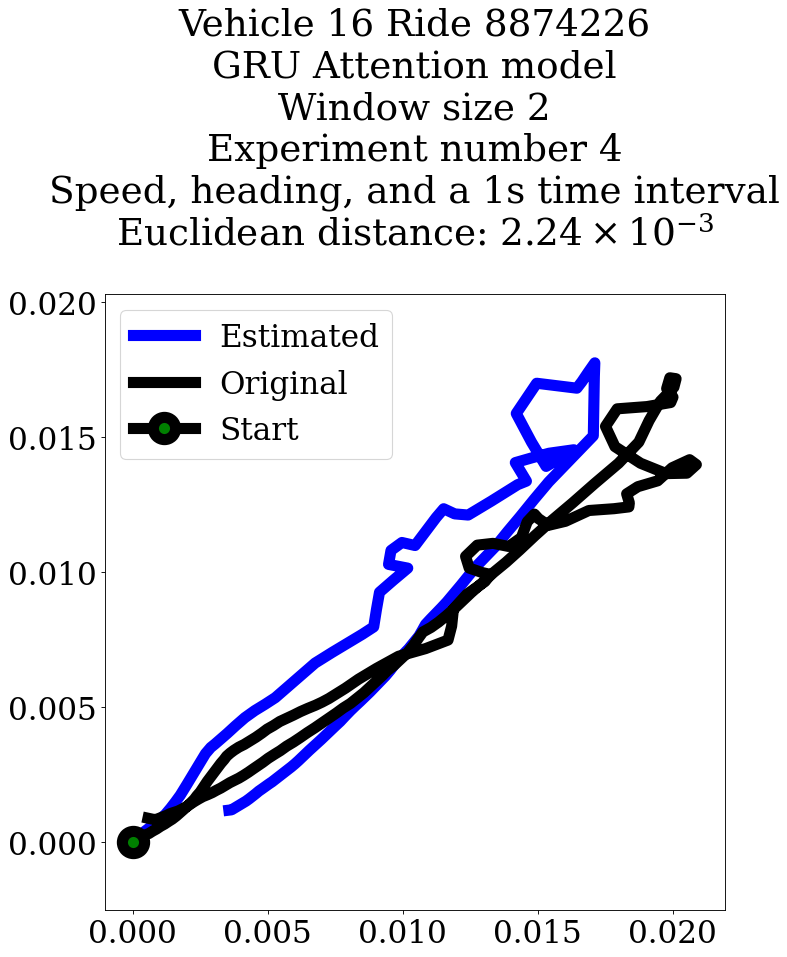 Vehicle 16 Ride 8874226
GRU Attention model
Window size 2
Experiment number 4
Speed, heading, and a 1s time interval
Euclidean distance: 2.24 × 10⁻³
0.020
Estimated
Original
Start
0.015
0.010
0.005
0.000
0.000 0.005 0.010 0.015 0.020